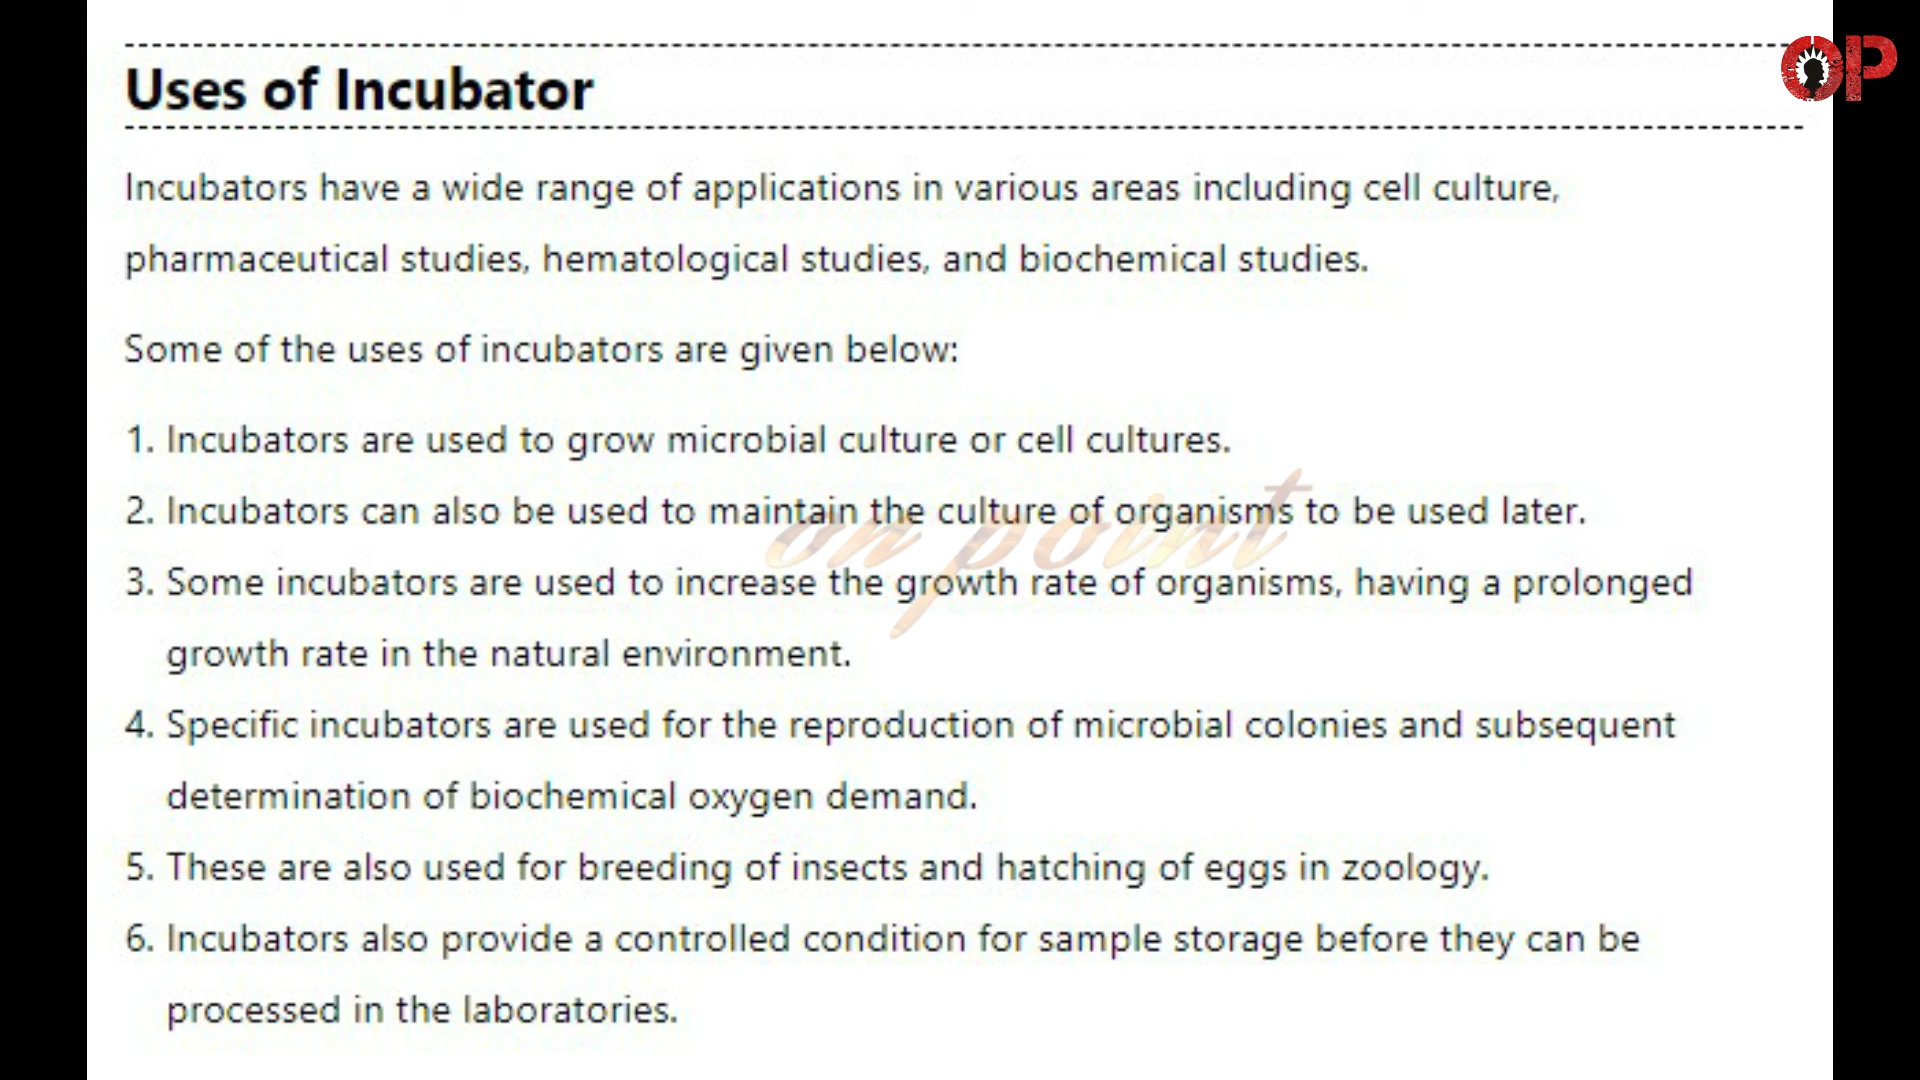 OP
Uses of Incubator
Incubators have a wide range of applications in various areas including cell culture,
pharmaceutical studies, hematological studies, and biochemical studies.
Some of the uses of incubators are given below:
1. Incubators are used to grow microbial culture or cell cultures.
2. Incubators can also be used to maintain the culture of organisms to be used later.
on point
3. Some incubators are used to increase the growth rate of organisms, having a prolonged
growth rate in the natural environment.
4. Specific incubators are used for the reproduction of microbial colonies and subsequent
determination of biochemical oxygen demand.
5. These are also used for breeding of insects and hatching of eggs in zoology.
6. Incubators also provide a controlled condition for sample storage before they can be
processed in the laboratories.